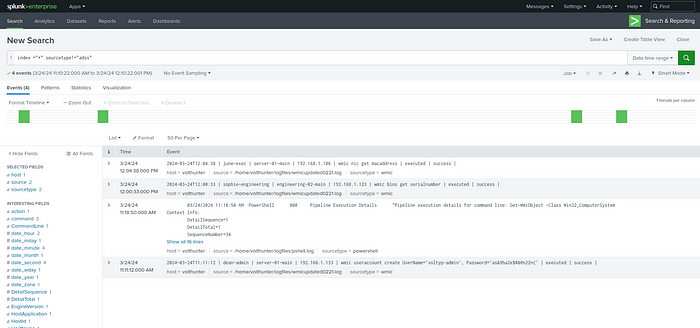 splunk>enterprise Apps Messages Settings Activity Help Find
Search Analytics Datasets Reports Alerts Dashboards Search & Reporting
New Search Save As Create Table View Close
1 index ="*" sourcetype!="adss" Date time range
4 events (3/24/24 11:10:22.000 AM to 3/24/24 12:10:22.001 PM) No Event Sampling Job Smart Mode
Events (4) Patterns Statistics Visualization
Format Timeline — Zoom Out + Zoom to Selection × Deselect 1 minute per column
List Format 50 Per Page
< Hide Fields All Fields i Time Event
SELECTED FIELDS
a host 1
a source 2
a sourcetype 2
INTERESTING FIELDS
a action 1
a command 3
a CommandLine 1
# date_hour 2
# date_mday 1
# date_minute 4
a date_month 1
# date_second 4
a date_wday 1
# date_year 1
a date_zone 1
# DetailSequence 1
# DetailTotal 1
# EngineVersion 1
a HostApplication 1
a HostId 1
3/24/24
12:04:38.000 PM
2024-03-24T12:04:38 | june-exec | server-01-main | 192.168.1.106 | wmic nic get macaddress | executed | success |
host = volthunter source = /home/volthunter/logfiles/wmicupdated0221.log sourcetype = wmic
3/24/24
12:00:33.000 PM
2024-03-24T12:00:33 | sophia-engineering | engineering-02-main | 192.168.1.123 | wmic bios get serialnumber | executed | success |
host = volthunter source = /home/volthunter/logfiles/wmicupdated0221.log sourcetype = wmic
3/24/24
11:18:50.000 AM
03/24/2024 11:18:50 AM PowerShell 800 Pipeline Execution Details "Pipeline execution details for command line: Get-WmiObject -Class Win32_ComputerSystem
Context Info:
DetailSequence=1
DetailTotal=1
SequenceNumber=34
Show all 16 lines
host = volthunter source = /home/volthunter/logfiles/pshell.log sourcetype = powershell
3/24/24
11:11:12.000 AM
2024-03-24T11:11:12 | dean-admin | server-01-main | 192.168.1.133 | wmic useraccount create UserName='voltyp-admin', | executed | success |
host = volthunter source = /home/volthunter/logfiles/wmicupdated0221.log sourcetype = wmic